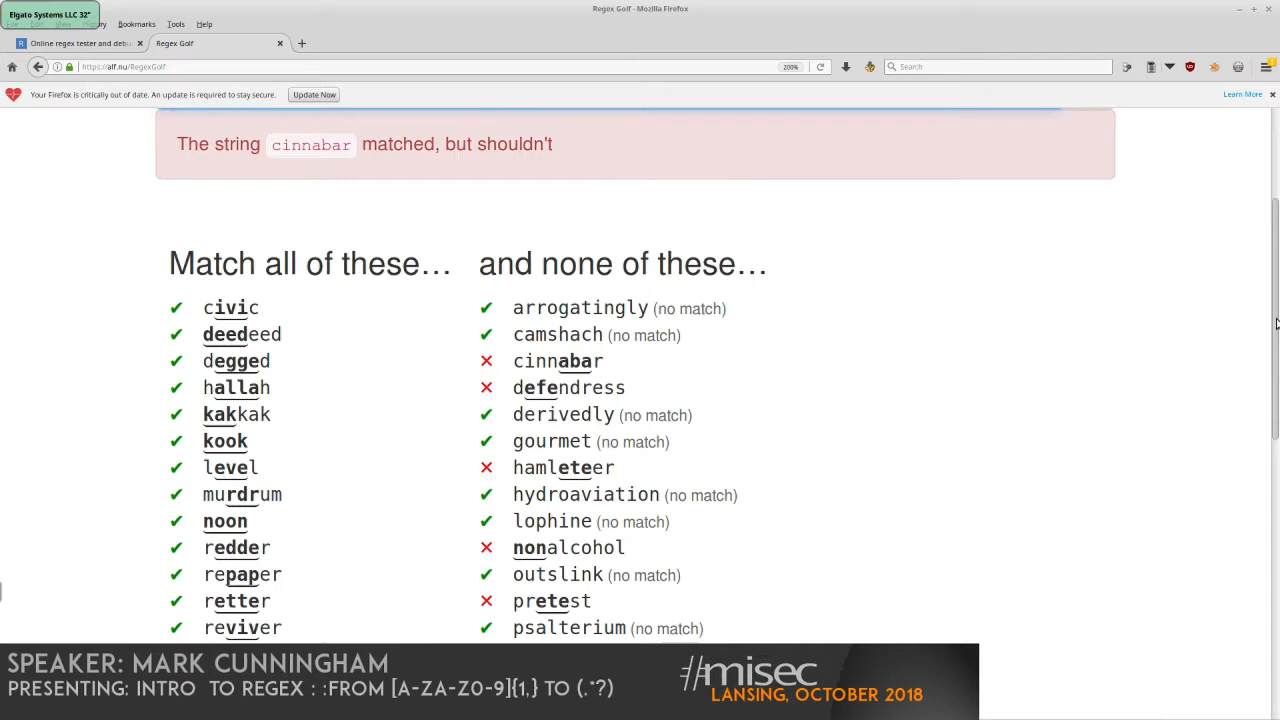 Elgato Systems LLC 32"
Regex Golf - Mozilla Firefox
File Edit View History Bookmarks Tools Help
Online regex tester and debu
Regex Golf
https://alf.nu/RegexGolf
200%
Search
Your Firefox is critically out of date. An update is required to stay secure.
Update Now
Learn More
The string cinnabar matched, but shouldn't
Match all of these…
and none of these…
civic
arrogatingly (no match)
deedeed
camshach (no match)
degged
cinnabar
hallah
defendress
kakkak
derivedly (no match)
kook
gourmet (no match)
level
hamleteer
murdrum
hydroaviation (no match)
noon
lophine (no match)
redder
nonalcohol
repaper
outslink (no match)
retter
pretest
reviver
psalterium (no match)
SPEAKER: MARK CUNNINGHAM
PRESENTING: INTRO TO REGEX : :FROM [A-ZA-Z0-9]{1,} TO (.*?)
#misec
LANSING, OCTOBER 2018